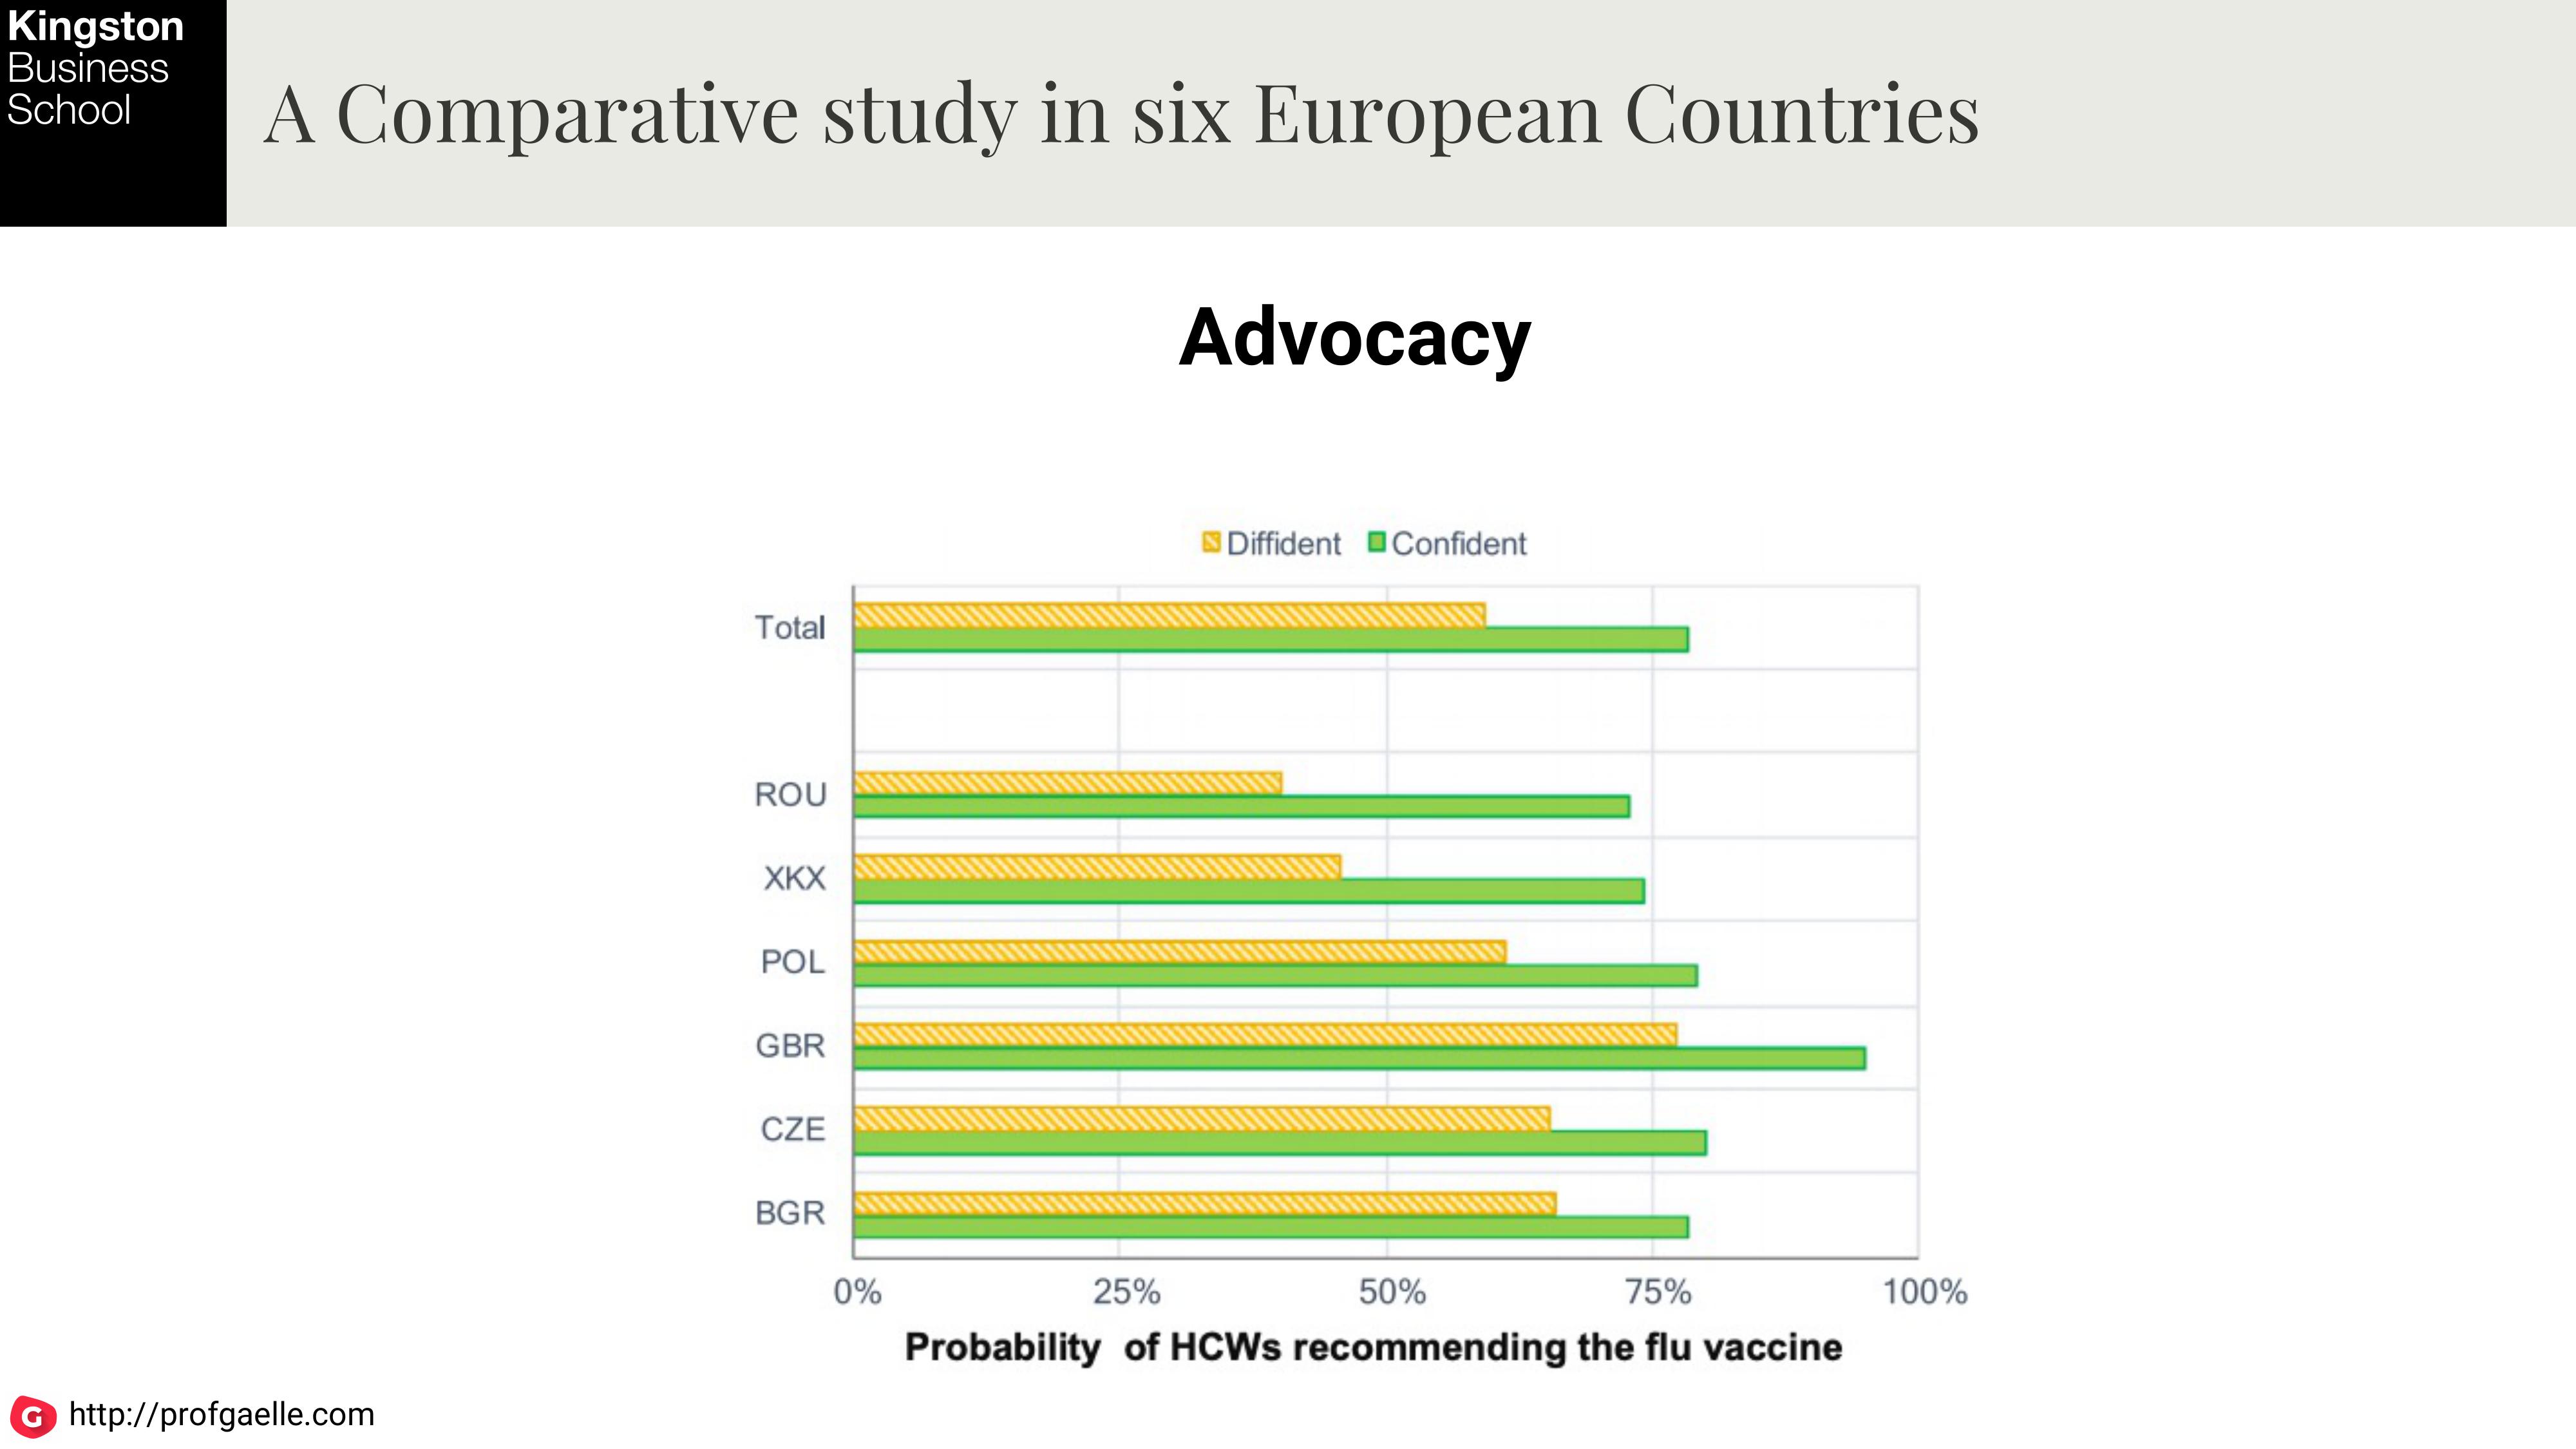 Kingston
Business
School
A Comparative study in six European Countries
Advocacy
Diffident Confident
Total
ROU
XKX
POL
GBR
CZE
BGR
0% 25% 50% 75% 100%
Probability of HCWs recommending the flu vaccine
G http://profgaelle.com